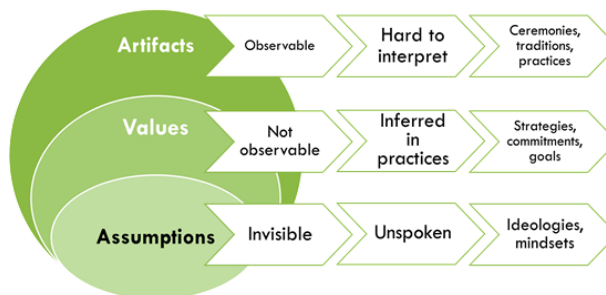 Artifacts
Observable
Hard to
interpret
Ceremonies,
traditions,
practices
Values
Not
observable
Inferred
in
practices
Strategies,
commitments,
goals
Assumptions
Invisible
Unspoken
Ideologies,
mindsets